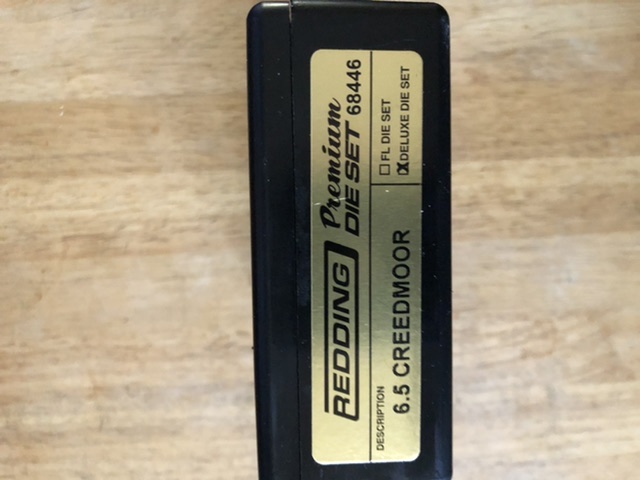 REDDING Premium
DIE SET 68446
☐ FL DIE SET
☒ DELUXE DIE SET
DESCRIPTION
6.5 CREEDMOOR